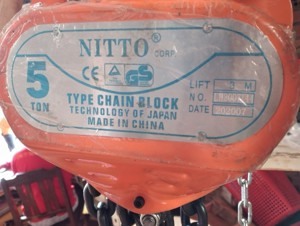 NITTO®
CORP.
CE GS
5
TON
TYPE CHAIN BLOCK
TECHNOLOGY OF JAPAN
MADE IN CHINA
LIFT M
NO.
DATE